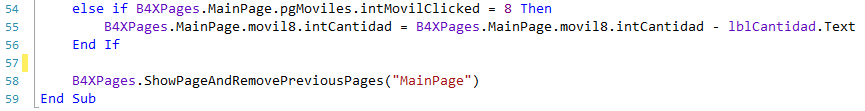 54 else if B4XPages.MainPage.pgMoviles.intMovilClicked = 8 Then
55 B4XPages.MainPage.movil8.intCantidad = B4XPages.MainPage.movil8.intCantidad - lblCantidad.Text
56 End If
57
58 B4XPages.ShowPageAndRemovePreviousPages("MainPage")
59 End Sub